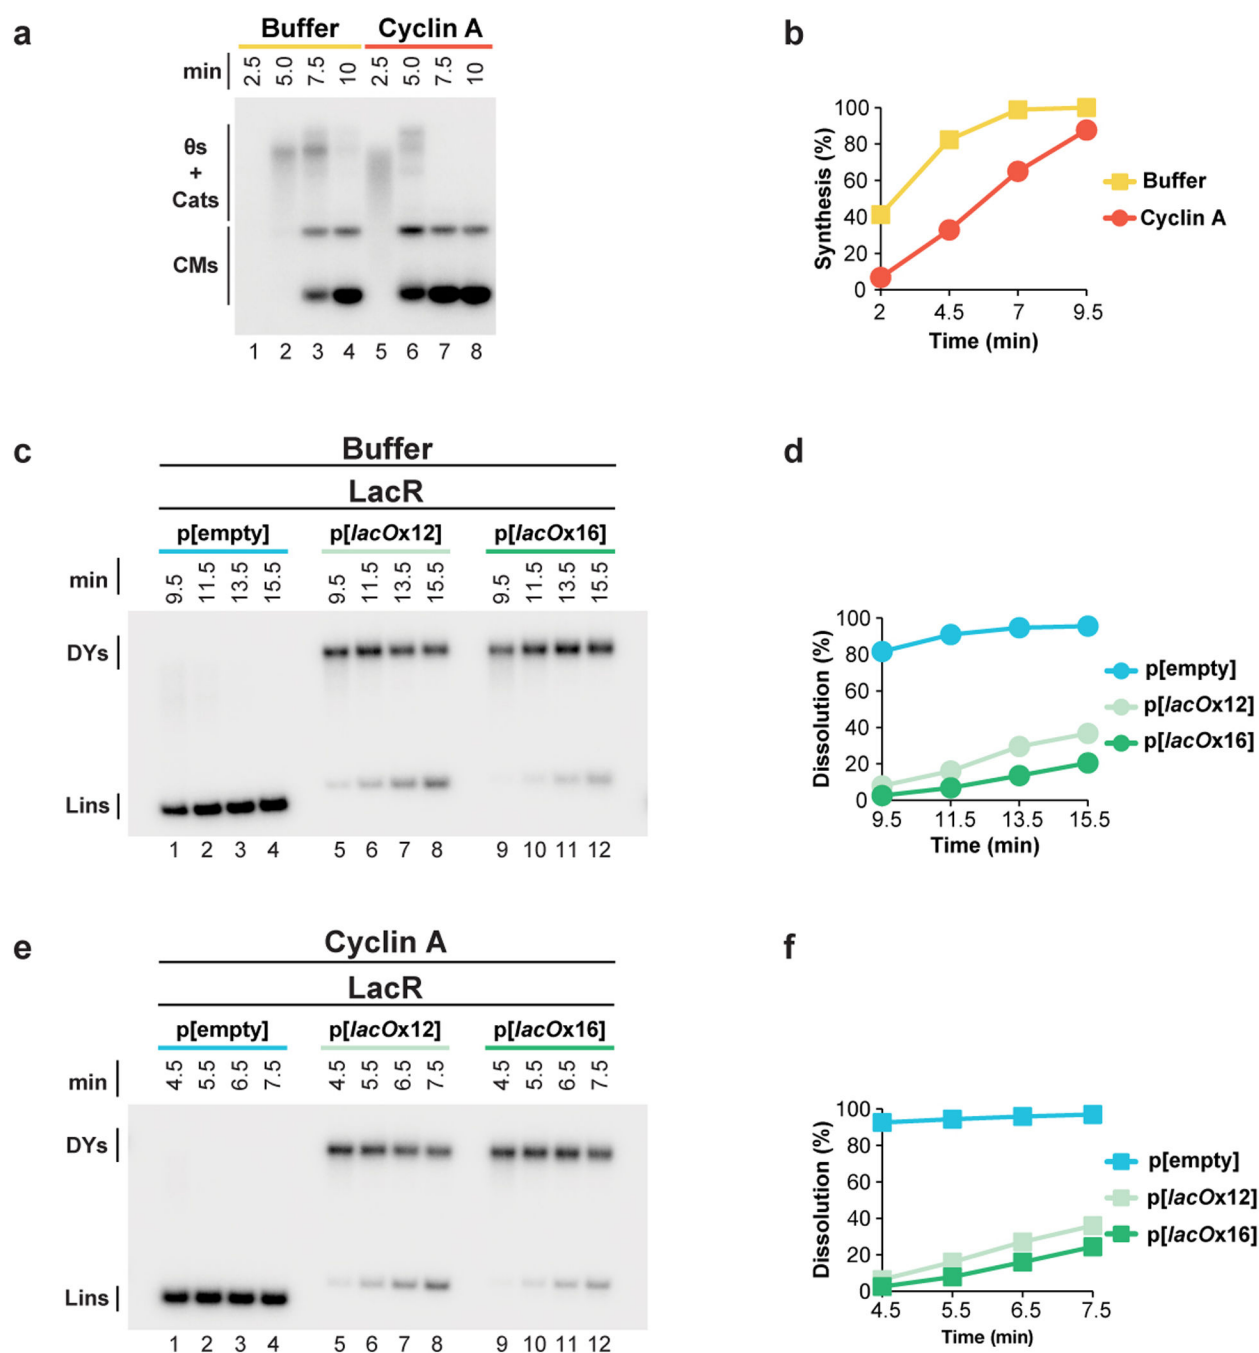 a
Buffer Cyclin A
min 2.5 5.0 7.5 10 2.5 5.0 7.5 10
θs
+
Cats
CMs
1 2 3 4 5 6 7 8
b
100
80
60
40
20
0
Synthesis (%)
2 4.5 7 9.5
Time (min)
Buffer
Cyclin A
c
Buffer
LacR
p[empty] p[lacOx12] p[lacOx16]
min 9.5 11.5 13.5 15.5 9.5 11.5 13.5 15.5 9.5 11.5 13.5 15.5
DYs
Lins
1 2 3 4 5 6 7 8 9 10 11 12
d
100
80
60
40
20
0
Dissolution (%)
9.5 11.5 13.5 15.5
Time (min)
p[empty]
p[lacOx12]
p[lacOx16]
e
Cyclin A
LacR
p[empty] p[lacOx12] p[lacOx16]
min 4.5 5.5 6.5 7.5 4.5 5.5 6.5 7.5 4.5 5.5 6.5 7.5
DYs
Lins
1 2 3 4 5 6 7 8 9 10 11 12
f
100
80
60
40
20
0
Dissolution (%)
4.5 5.5 6.5 7.5
Time (min)
p[empty]
p[lacOx12]
p[lacOx16]